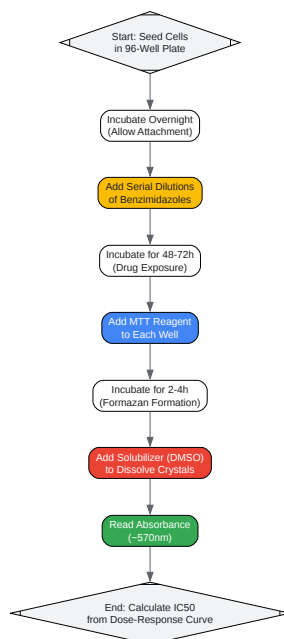 Start: Seed Cells
in 96-Well Plate
Incubate Overnight
(Allow Attachment)
Add Serial Dilutions
of Benzimidazoles
Incubate for 48-72h
(Drug Exposure)
Add MTT Reagent
to Each Well
Incubate for 2-4h
(Formazan Formation)
Add Solubilizer (DMSO)
to Dissolve Crystals
Read Absorbance
(~570nm)
End: Calculate IC50
from Dose-Response Curve